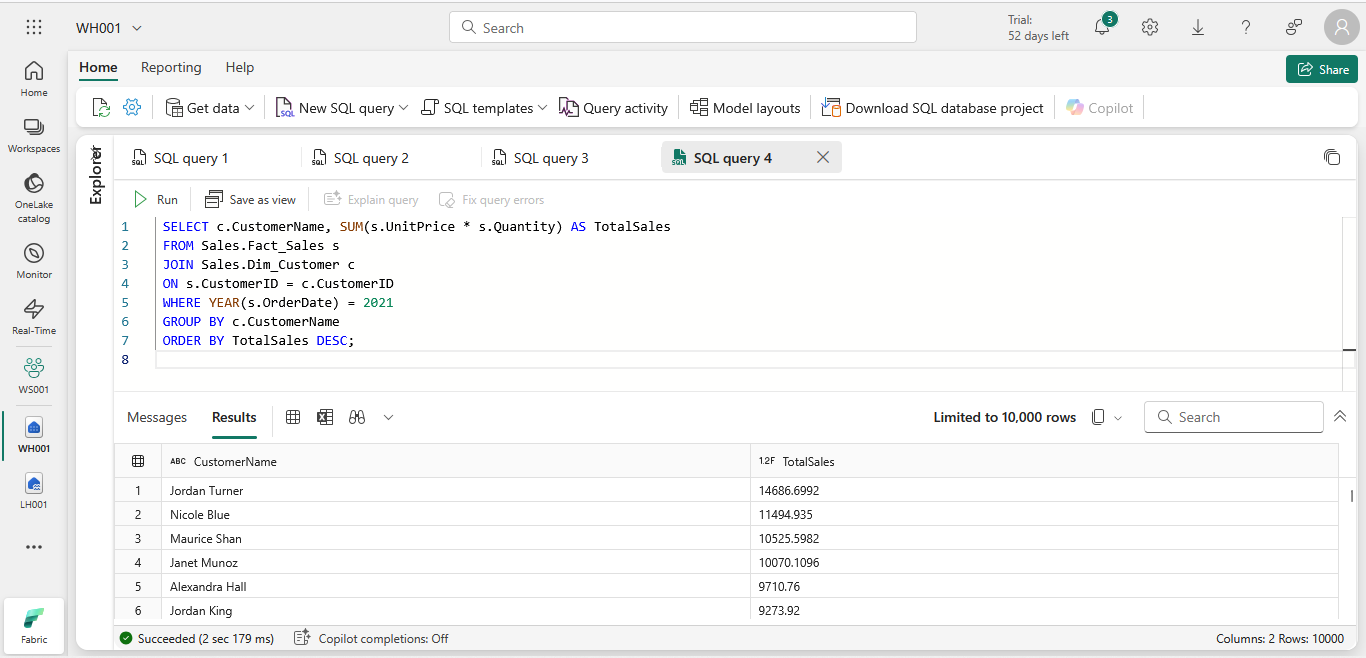 WH001
Search
Trial:
52 days left
3
Home
Workspaces
OneLake
catalog
Monitor
Real-Time
WS001
WH001
LH001
Fabric
Home Reporting Help
Share
Get data New SQL query SQL templates Query activity Model layouts Download SQL database project Copilot
Explorer
SQL query 1 SQL query 2 SQL query 3 SQL query 4
Run Save as view Explain query Fix query errors
1 SELECT c.CustomerName, SUM(s.UnitPrice * s.Quantity) AS TotalSales
2 FROM Sales.Fact_Sales s
3 JOIN Sales.Dim_Customer c
4 ON s.CustomerID = c.CustomerID
5 WHERE YEAR(s.OrderDate) = 2021
6 GROUP BY c.CustomerName
7 ORDER BY TotalSales DESC;
8
Messages Results Limited to 10,000 rows Search
ABC CustomerName 1.2F TotalSales
1 Jordan Turner 14686.6992
2 Nicole Blue 11494.935
3 Maurice Shan 10525.5982
4 Janet Munoz 10070.1096
5 Alexandra Hall 9710.76
6 Jordan King 9273.92
Succeeded (2 sec 179 ms) Copilot completions: Off Columns: 2 Rows: 10000